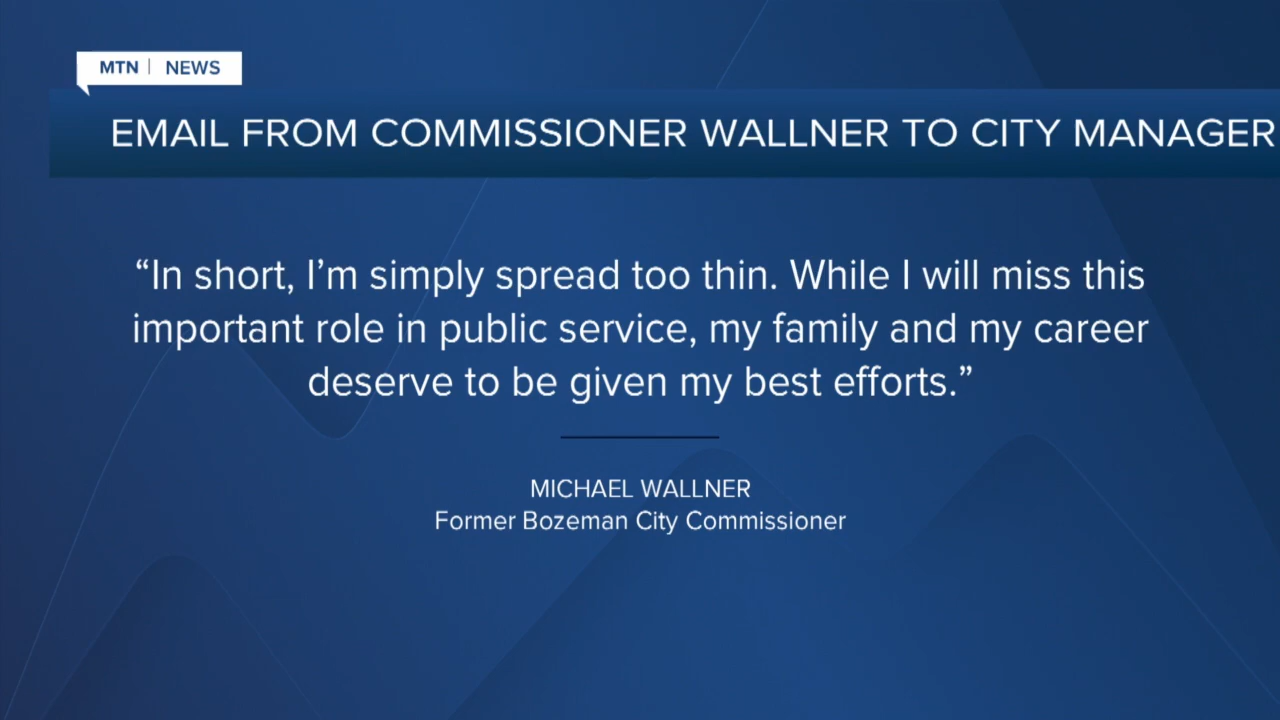 MTN | NEWS
EMAIL FROM COMMISSIONER WALLNER TO CITY MANAGER
“In short, I’m simply spread too thin. While I will miss this
important role in public service, my family and my career
deserve to be given my best efforts.”
MICHAEL WALLNER
Former Bozeman City Commissioner